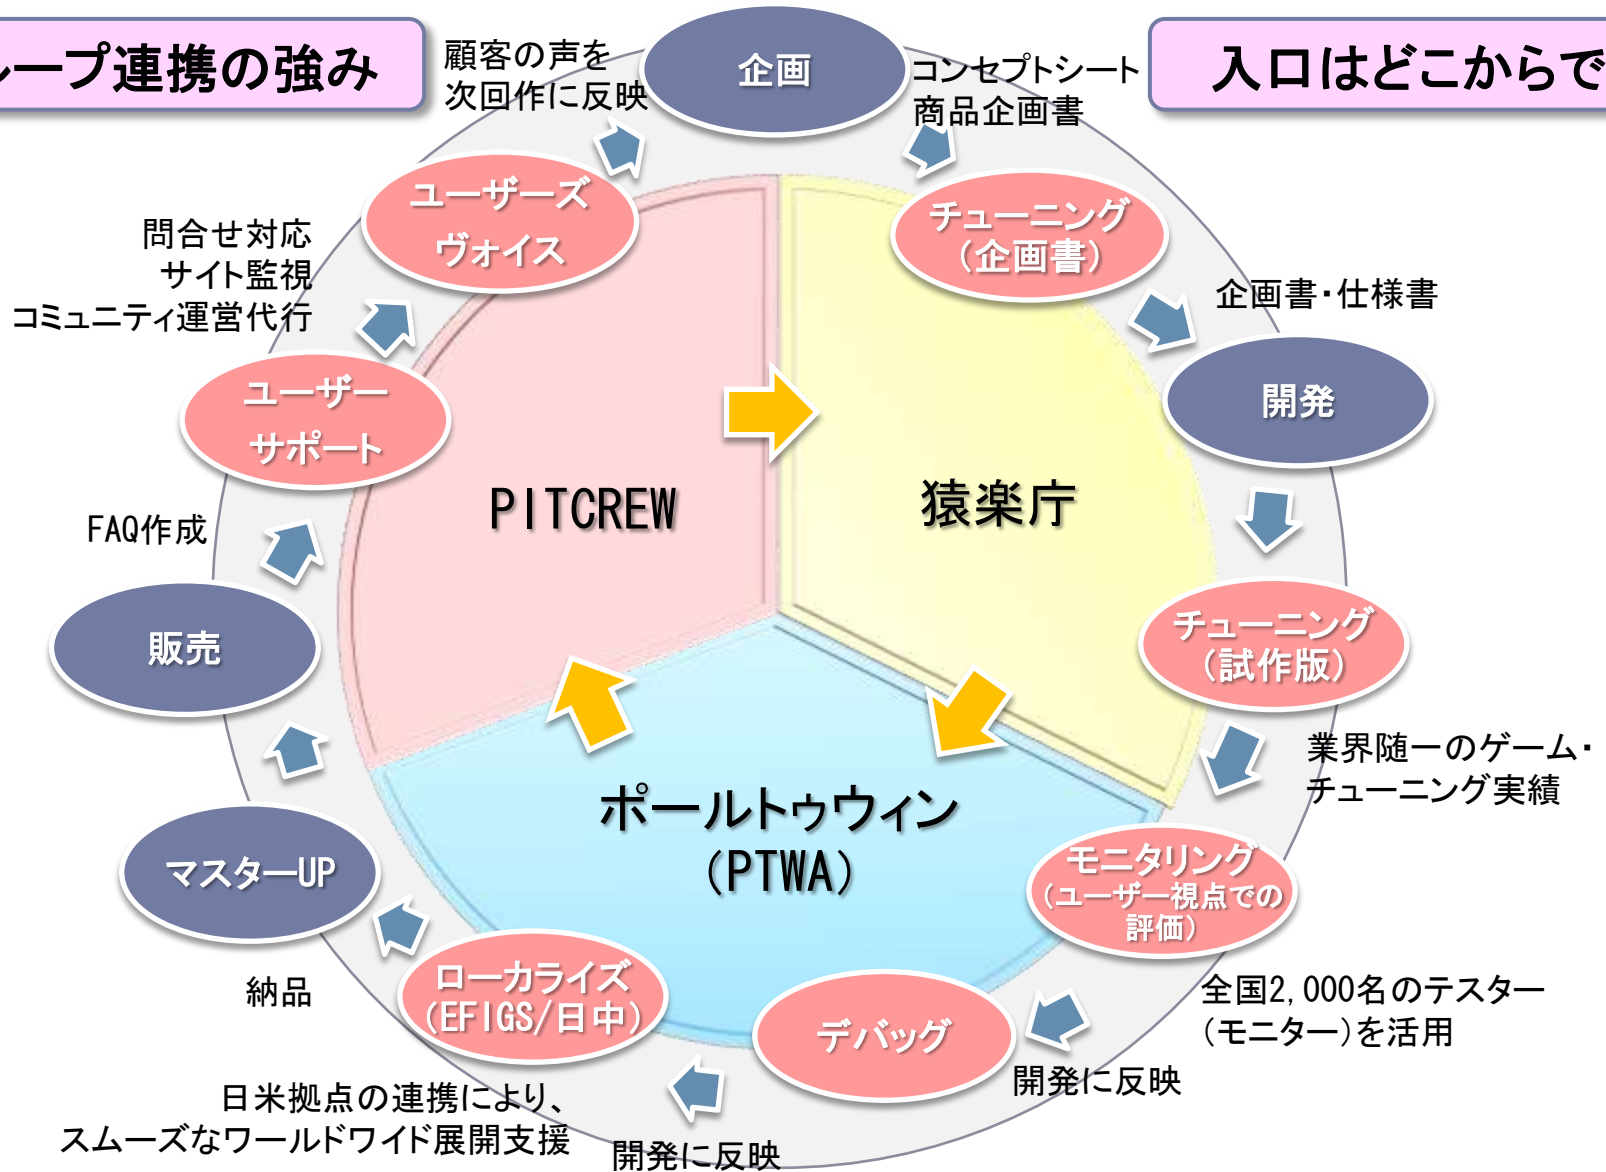 ループ連携の強み
入口はどこからで
企画
顧客の声を
次回作に反映
コンセプトシート
商品企画書
ユーザーズ
ヴォイス
チューニング
(企画書)
問合せ対応
サイト監視
コミュニティ運営代行
企画書・仕様書
ユーザー
サポート
開発
PITCREW
猿楽庁
FAQ作成
販売
チューニング
(試作版)
業界随一のゲーム・
チューニング実績
ポールトゥウィン
(PTWA)
マスターUP
モニタリング
(ユーザー視点での
評価)
納品
ローカライズ
(EFIGS/日中)
デバッグ
全国2,000名のテスター
(モニター)を活用
開発に反映
日米拠点の連携により、
スムーズなワールドワイド展開支援
開発に反映